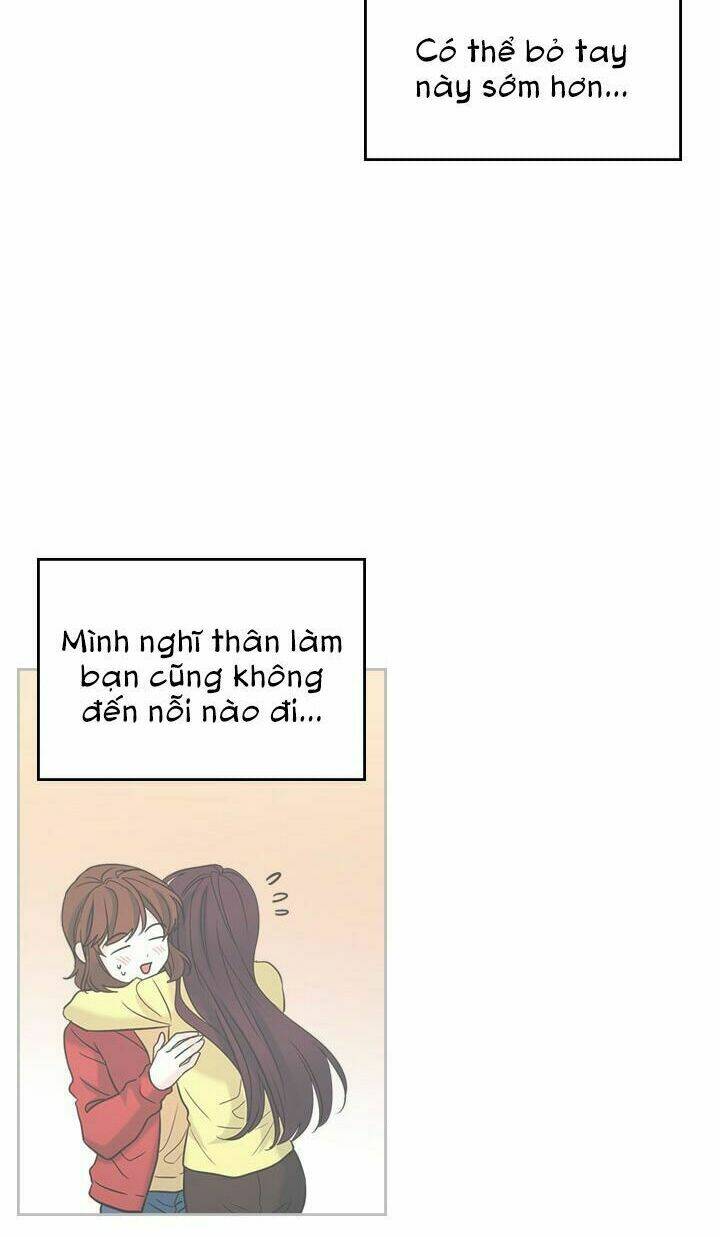 Có thể bỏ tay
này sớm hơn...
Mình nghĩ thân làm
bạn cũng không
đến nỗi nào đi...